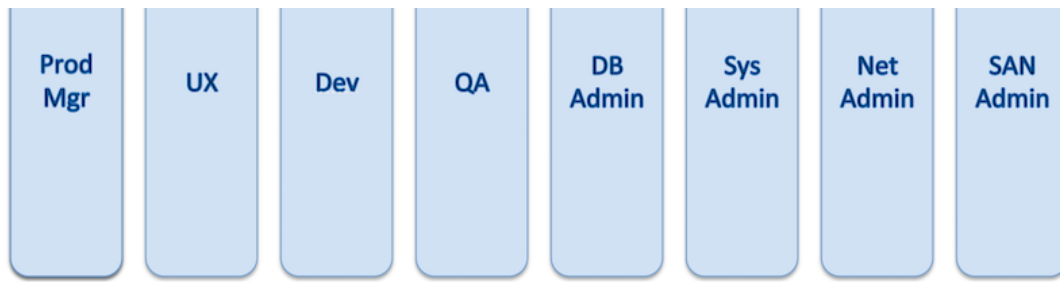 Prod
Mgr
UX
Dev
QA
DB
Admin
Sys
Admin
Net
Admin
SAN
Admin